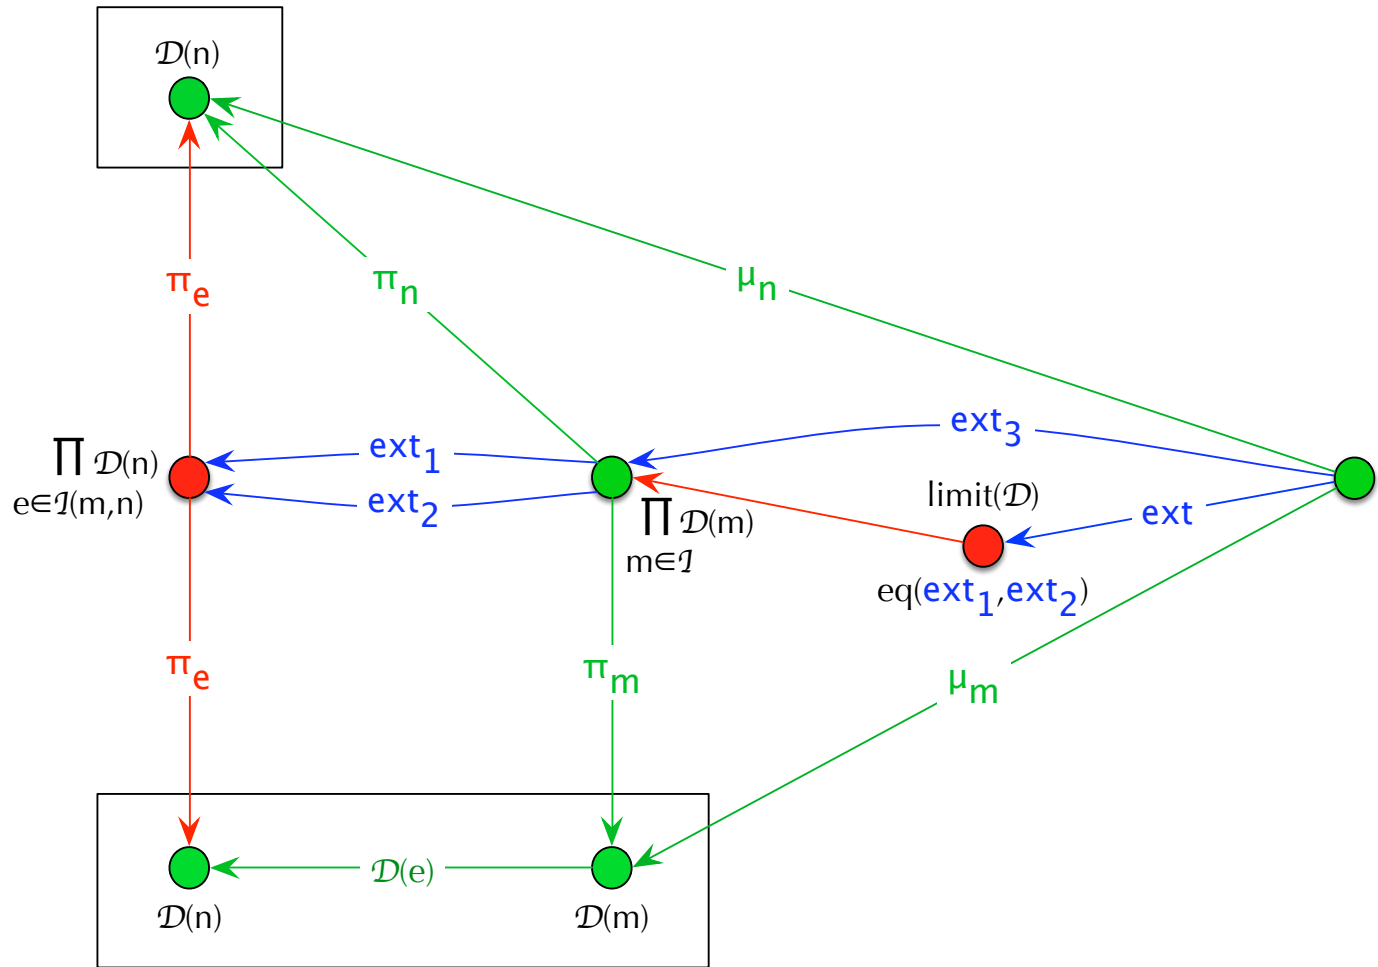 𝒟(n)
π_e
π_n
μ_n
ext_3
∏ 𝒟(n)
e∈ℐ(m,n)
ext_1
ext_2
∏ 𝒟(m)
m∈ℐ
limit(𝒟)
ext
eq(ext_1,ext_2)
π_e
π_m
μ_m
𝒟(e)
𝒟(n)
𝒟(m)